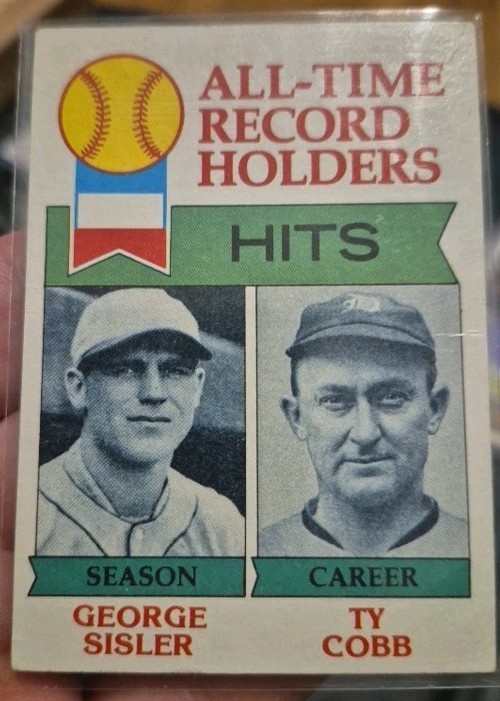 ALL-TIME
RECORD
HOLDERS
HITS
D
SEASON
CAREER
GEORGE
SISLER
TY
COBB